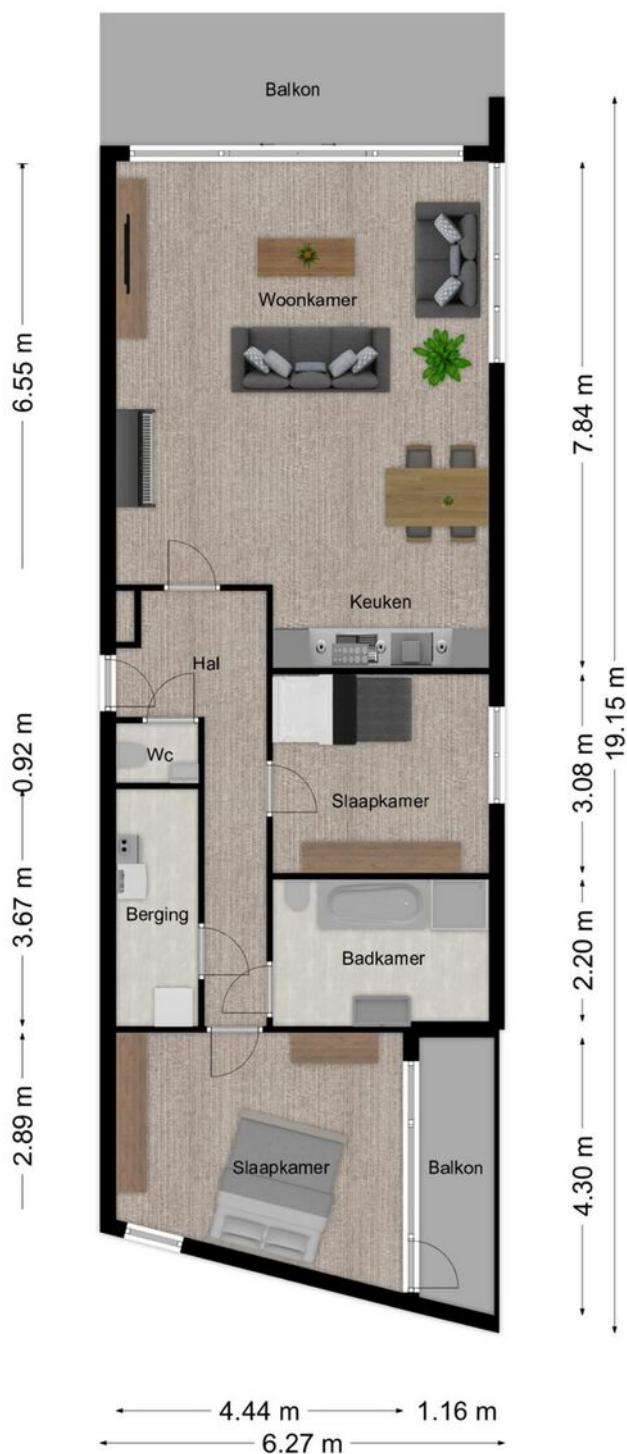 Balkon
Woonkamer
6.55 m
7.84 m
Keuken
Hal
19.15 m
0.92 m
Wc
3.08 m
Slaapkamer
3.67 m
Berging
2.20 m
Badkamer
2.89 m
Slaapkamer
Balkon
4.30 m
4.44 m
1.16 m
6.27 m